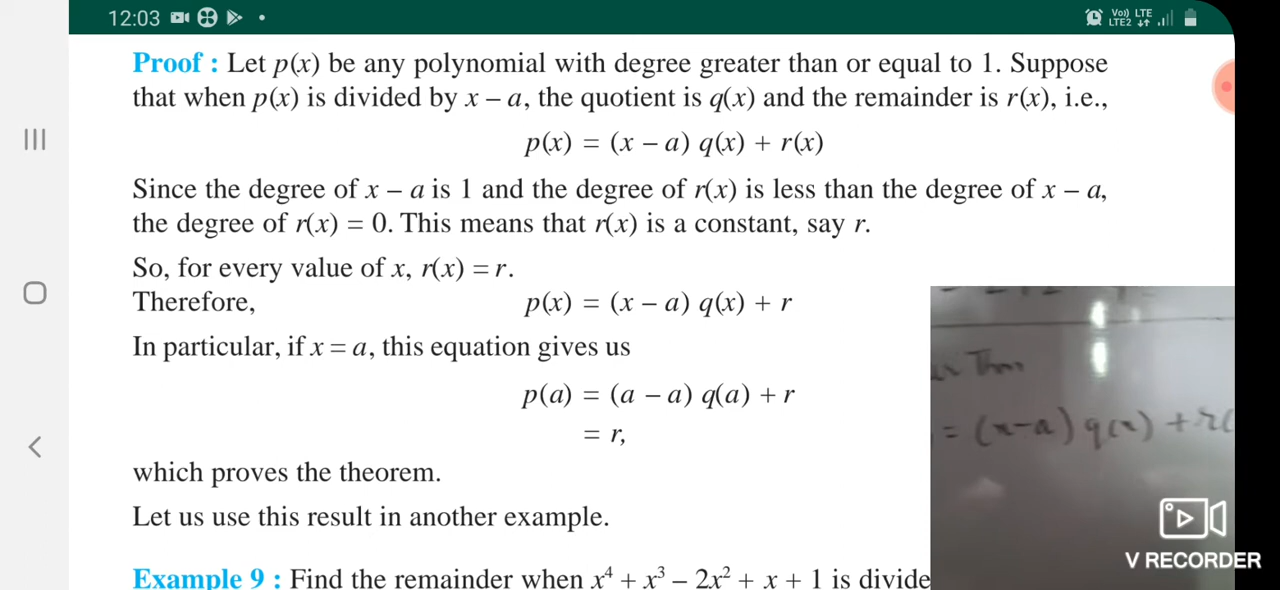 12:03
Vo)) LTE
LTE2
Proof : Let p(x) be any polynomial with degree greater than or equal to 1. Suppose
that when p(x) is divided by x – a, the quotient is q(x) and the remainder is r(x), i.e.,
p(x) = (x – a) q(x) + r(x)
Since the degree of x – a is 1 and the degree of r(x) is less than the degree of x – a,
the degree of r(x) = 0. This means that r(x) is a constant, say r.
So, for every value of x, r(x) = r.
Therefore, p(x) = (x – a) q(x) + r
In particular, if x = a, this equation gives us
p(a) = (a – a) q(a) + r
= r,
which proves the theorem.
Let us use this result in another example.
Example 9 : Find the remainder when x⁴ + x³ – 2x² + x + 1 is divide
= (x-a) q(x) + r(
V RECORDER